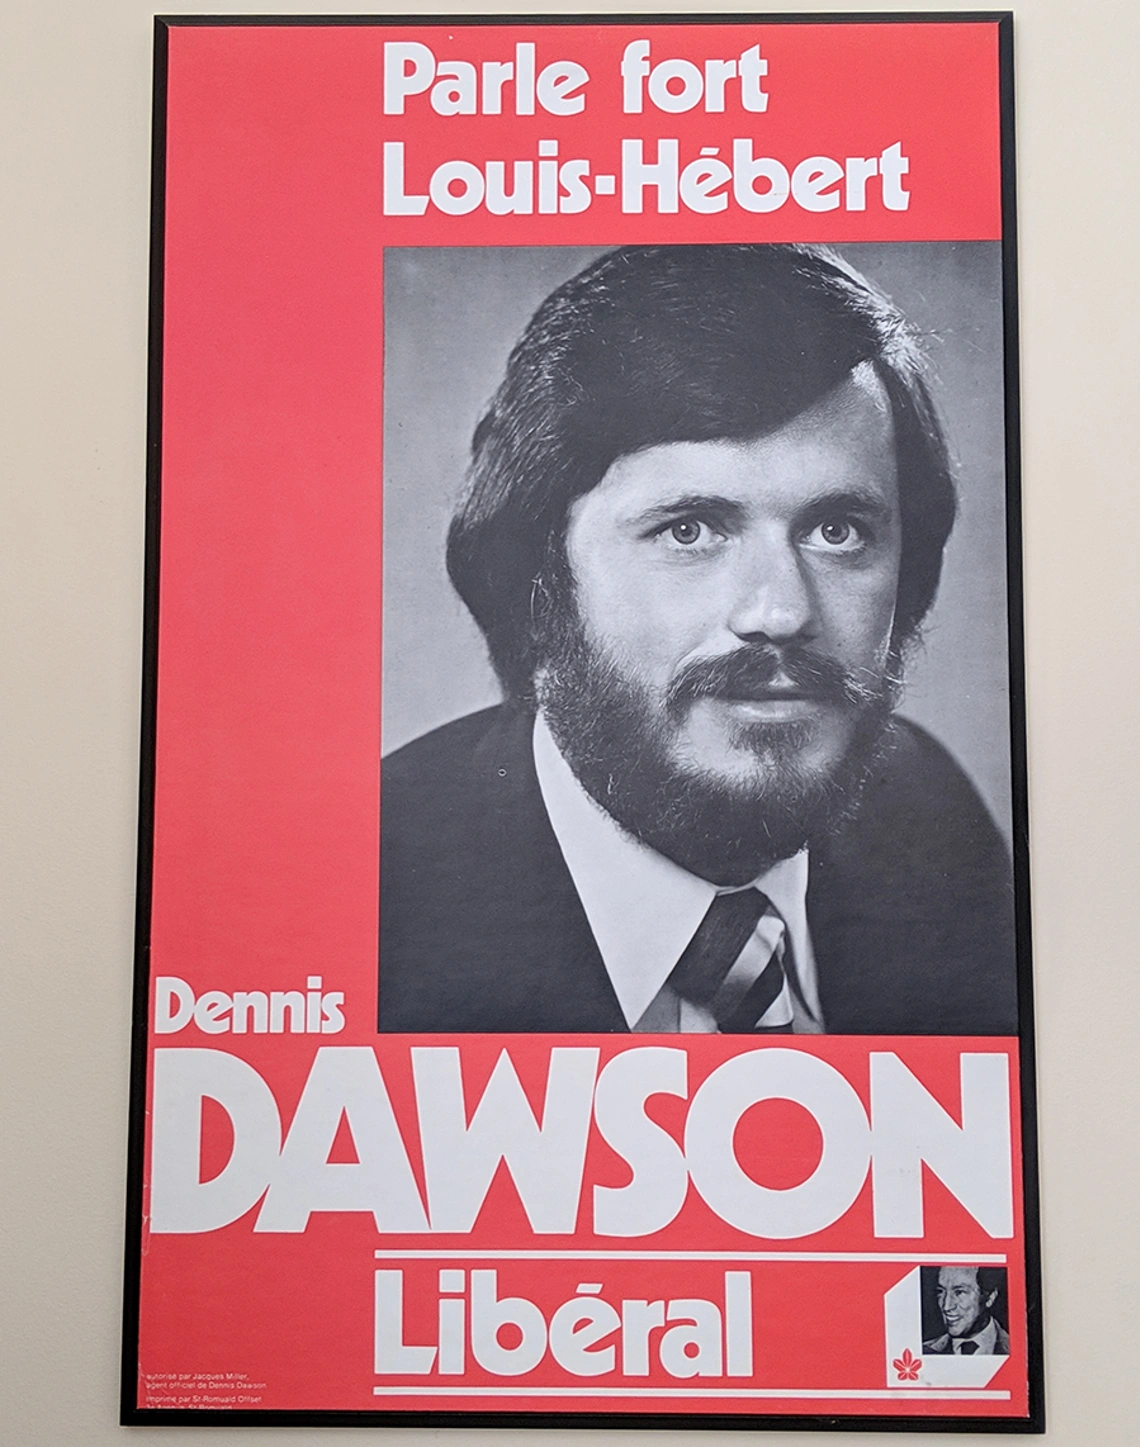 Parle fort
Louis-Hébert
Dennis
DAWSON
Libéral
autorisé par Jacques Miller,
agent officiel de Dennis Dawson
imprimé par St-Romuald Offset